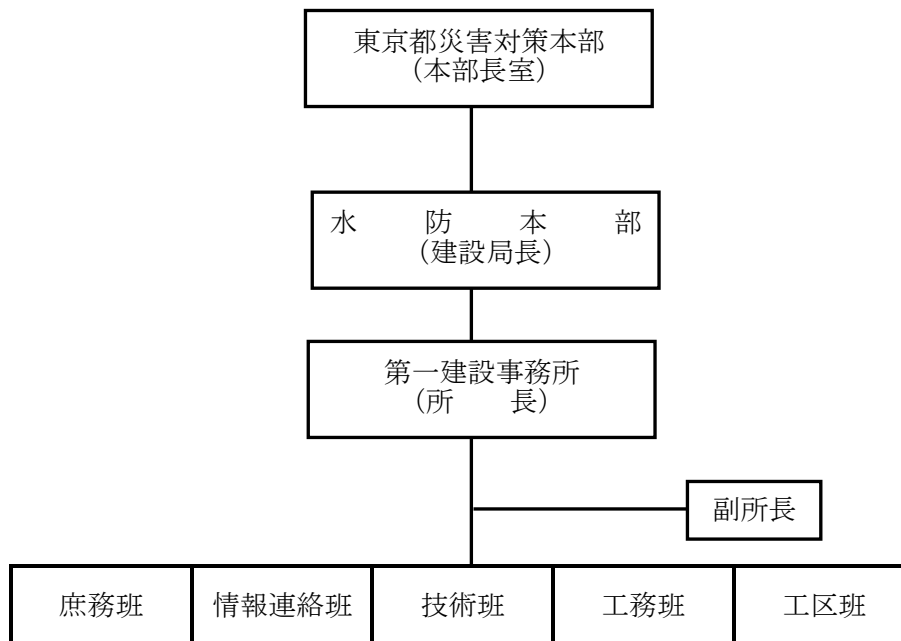 東京都災害対策本部
（本部長室）
水　防　本　部
（建設局長）
第一建設事務所
（所　長）
副所長
庶務班
情報連絡班
技術班
工務班
工区班